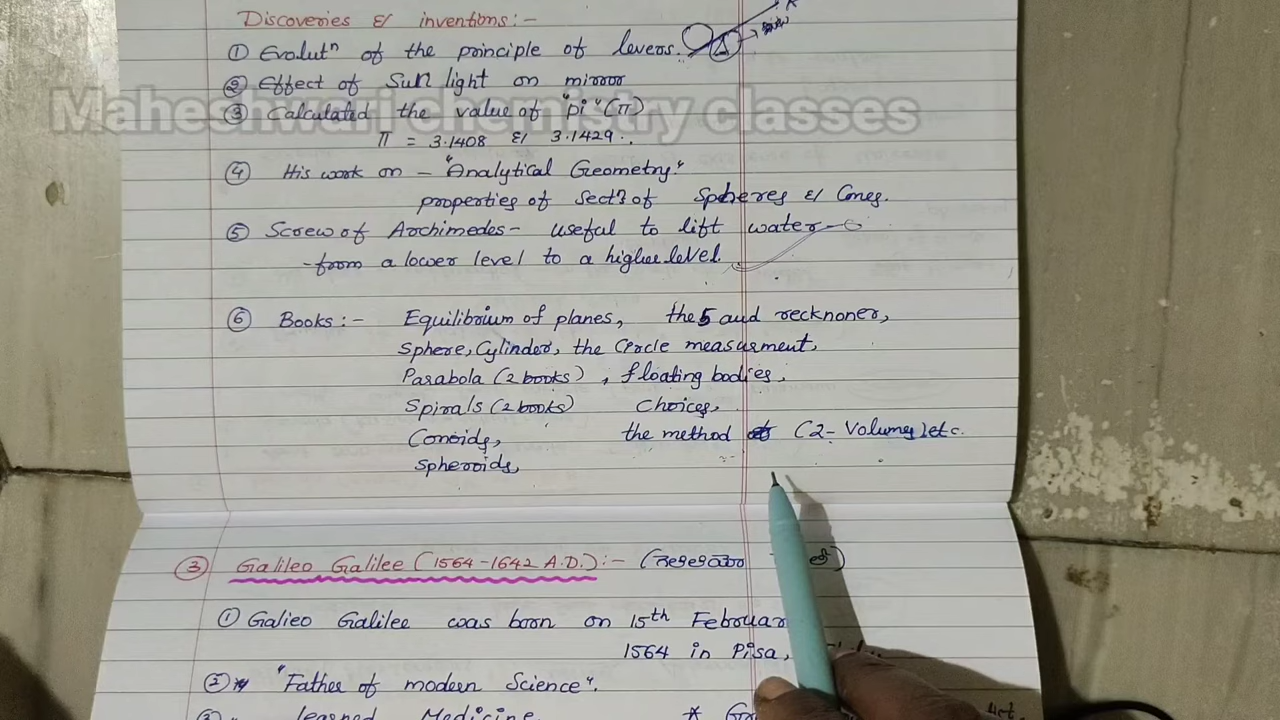 Discoveries & inventions:-
① Evalutⁿ of the principle of levers.
② Effect of Sun light on mirror
③ Calculated the value of "Pi" (π)
π = 3.1408 & 3.1429.
④ His work on - "Analytical Geometry"
properties of Sectⁿ of Spheres & Cones.
⑤ Screw of Archimedes - useful to lift water
- from a lower level to a higher level.
⑥ Books:- Equilibrium of planes, the 5 and recknoner,
Sphere, Cylinder, the Circle measusment,
Parabola (2 books), floating bodies,
Spirals (2 books) Choices,
Conoids, the method (2- Volumes) etc.
Spheroids,
③ Galileo Galilee (1564-1642 A.D.):-
① Galieo Galilee was born on 15th Februar
1564 in Pisa,
② "Father of modern Science".
learned Medicine
Maheshwari chemistry classes